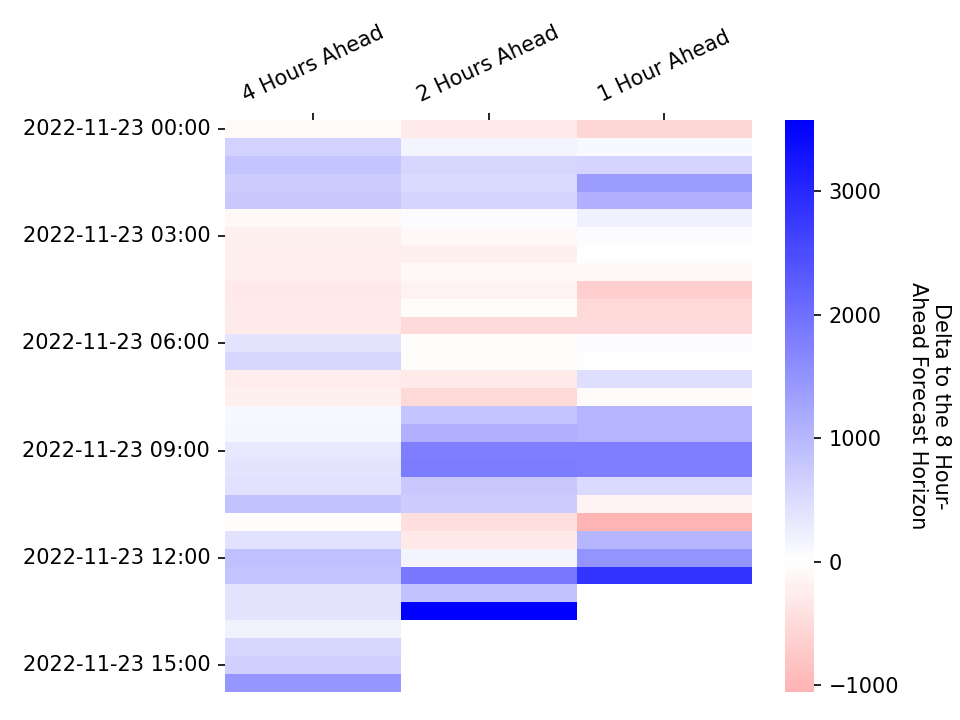 4 Hours Ahead
2 Hours Ahead
1 Hour Ahead
2022-11-23 00:00
2022-11-23 03:00
2022-11-23 06:00
2022-11-23 09:00
2022-11-23 12:00
2022-11-23 15:00
3000
2000
1000
0
−1000
Delta to the 8 Hour-
Ahead Forecast Horizon